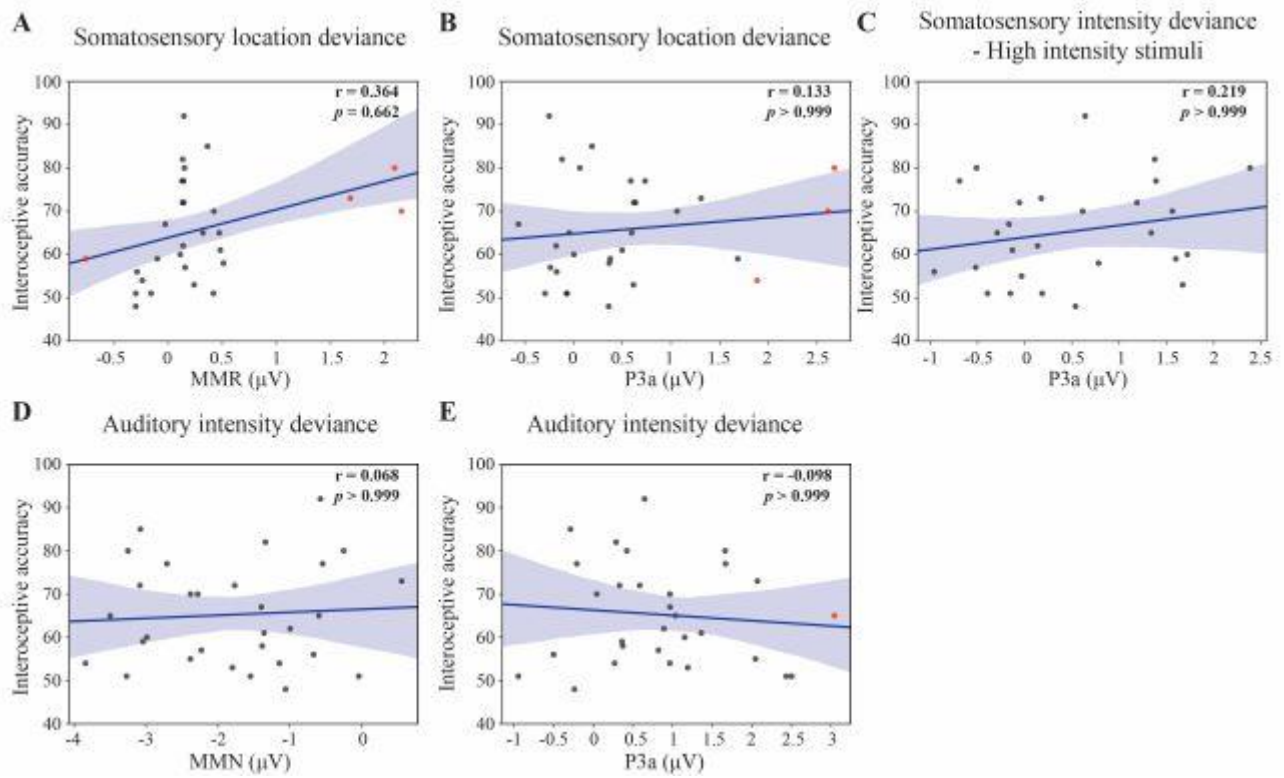 A
Somatosensory location deviance
r = 0.364
p = 0.662
Interoceptive accuracy
100
90
80
70
60
50
40
-0.5
0
0.5
1
1.5
2
MMR (μV)
B
Somatosensory location deviance
r = 0.133
p > 0.999
Interoceptive accuracy
100
90
80
70
60
50
40
-0.5
0
0.5
1
1.5
2
2.5
P3a (μV)
C
Somatosensory intensity deviance
- High intensity stimuli
r = 0.219
p > 0.999
Interoceptive accuracy
100
90
80
70
60
50
40
-1
-0.5
0
0.5
1
1.5
2
2.5
P3a (μV)
D
Auditory intensity deviance
r = 0.068
p > 0.999
Interoceptive accuracy
100
90
80
70
60
50
40
-4
-3
-2
-1
0
MMN (μV)
E
Auditory intensity deviance
r = -0.098
p > 0.999
Interoceptive accuracy
100
90
80
70
60
50
40
-1
-0.5
0
0.5
1
1.5
2
2.5
3
P3a (μV)